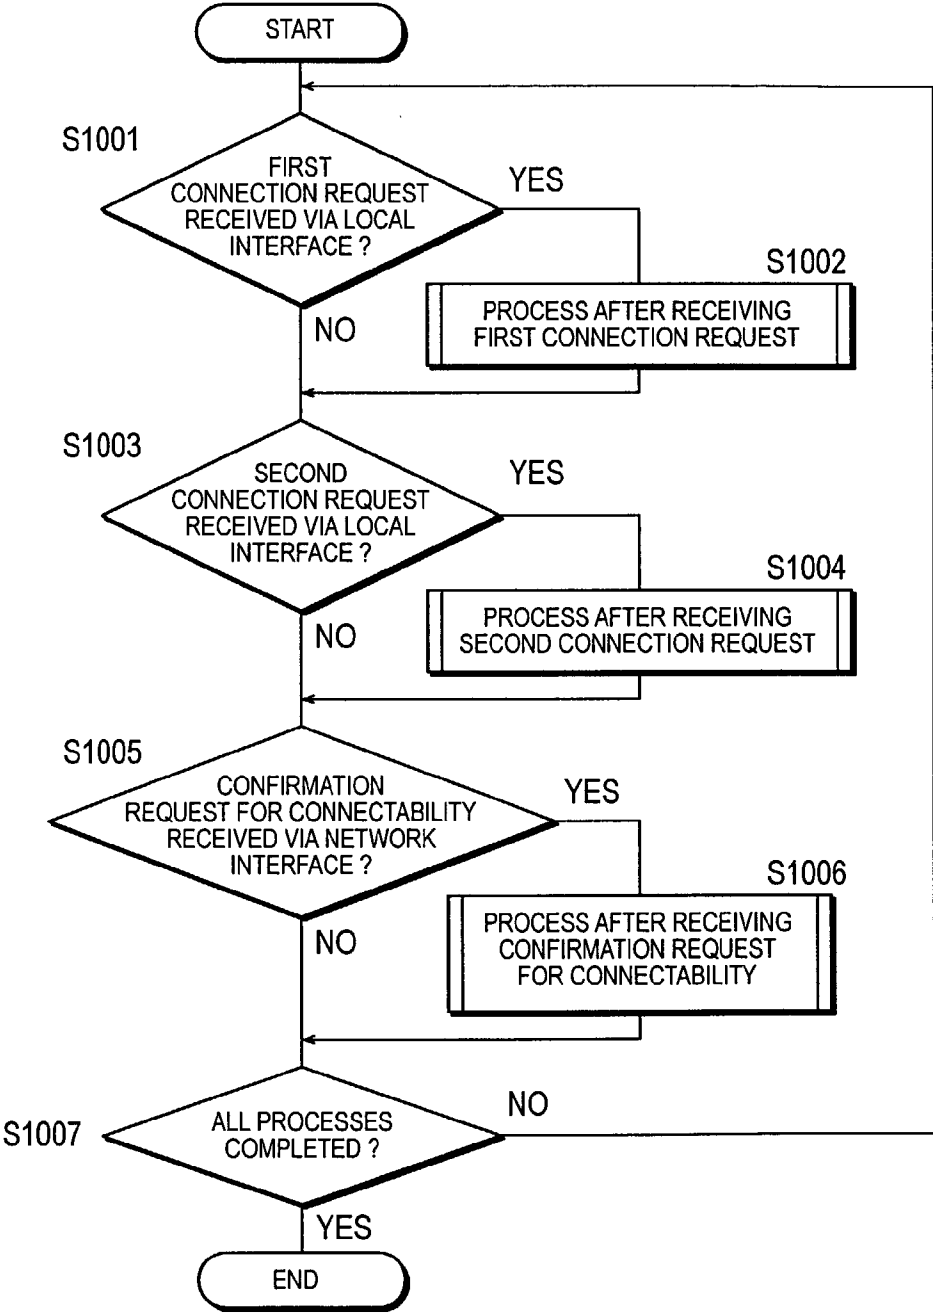 START
S1001
FIRST
CONNECTION REQUEST
RECEIVED VIA LOCAL
INTERFACE ?
YES
S1002
PROCESS AFTER RECEIVING
FIRST CONNECTION REQUEST
NO
S1003
SECOND
CONNECTION REQUEST
RECEIVED VIA LOCAL
INTERFACE ?
YES
S1004
PROCESS AFTER RECEIVING
SECOND CONNECTION REQUEST
NO
S1005
CONFIRMATION
REQUEST FOR CONNECTABILITY
RECEIVED VIA NETWORK
INTERFACE ?
YES
S1006
PROCESS AFTER RECEIVING
CONFIRMATION REQUEST
FOR CONNECTABILITY
NO
S1007
ALL PROCESSES
COMPLETED ?
NO
YES
END